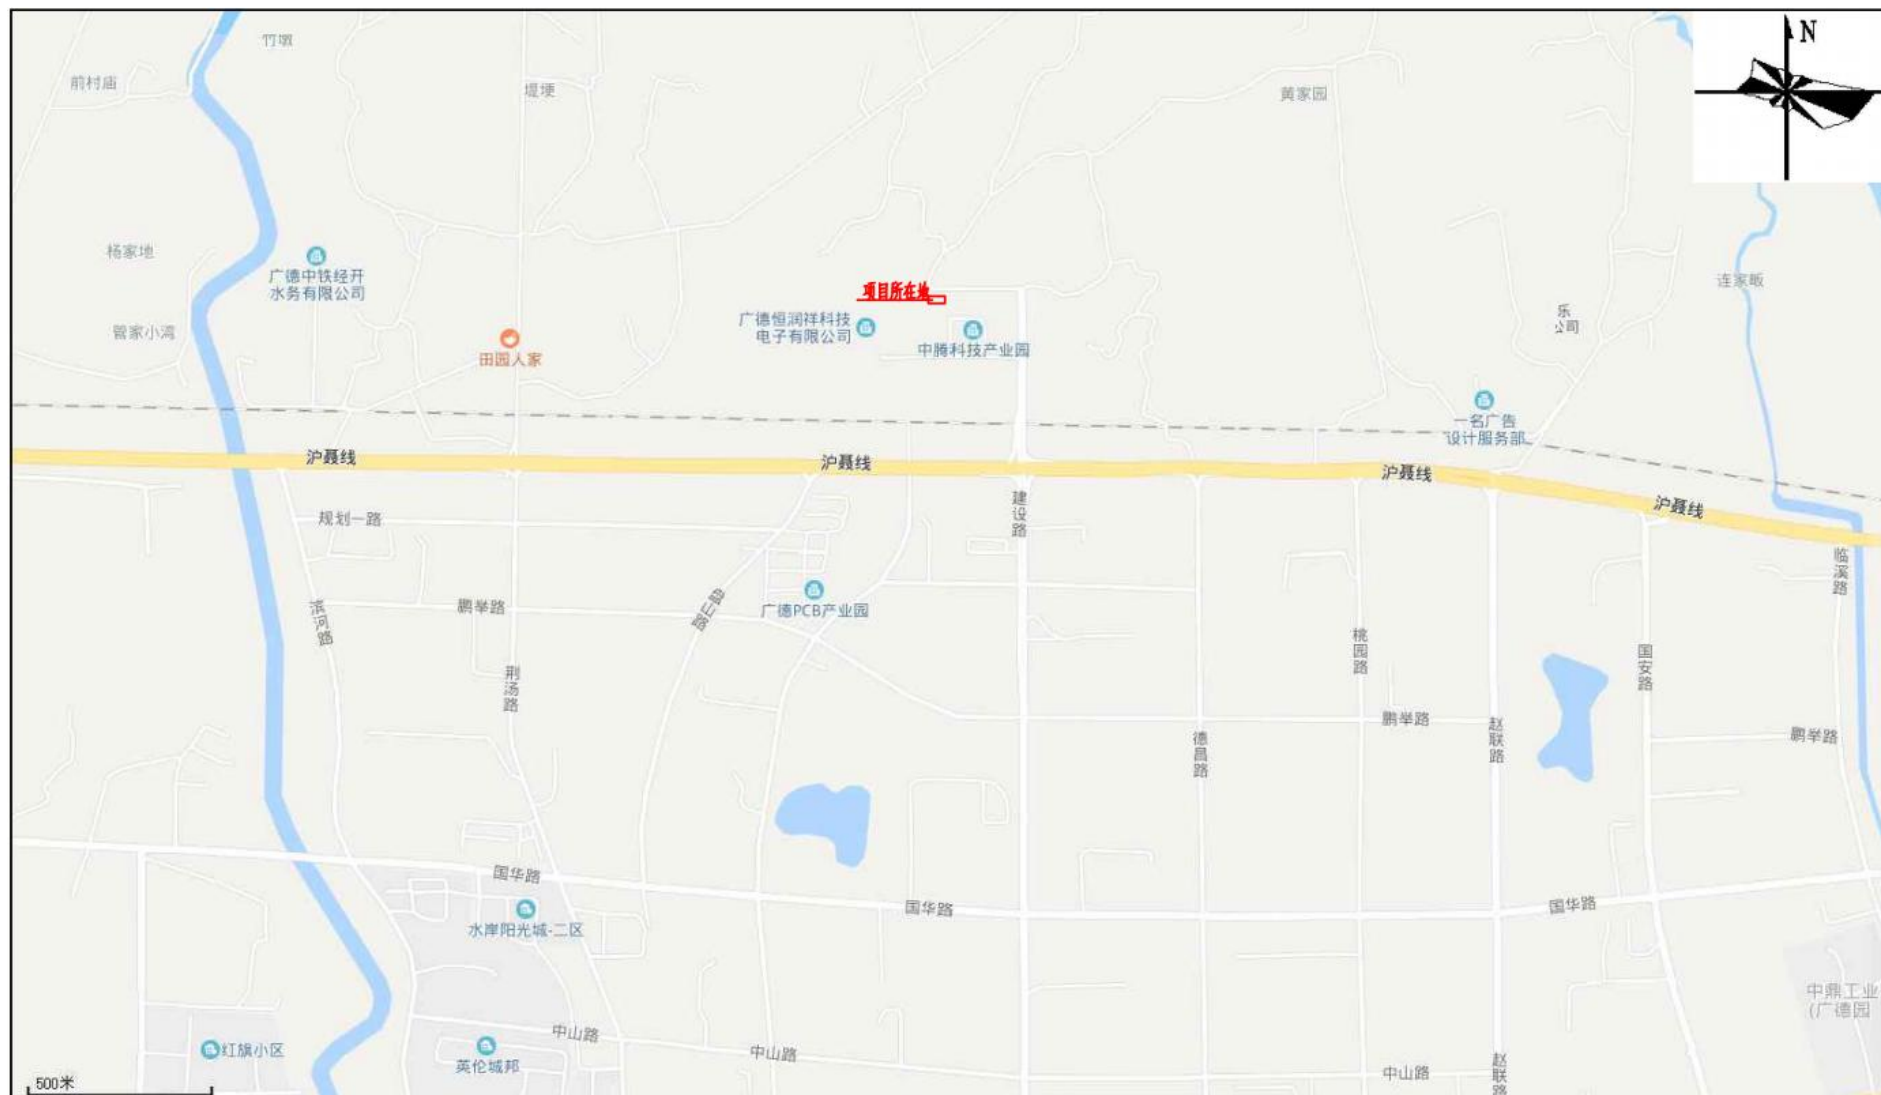 竹墩
N
前村庙
堤埂
黄家园
杨家地
广德中铁经开
水务有限公司
连家畈
项目所在地
管家小湾
广德恒润祥科技
电子有限公司
中腾科技产业园
乐
公司
田园人家
一名广告
设计服务部
沪聂线
沪聂线
沪聂线
沪聂线
规划一路
建设路
临溪路
滨河路
鹏举路
广德PCB产业园
桃园路
国安路
荆汤路
鹏举路
赵联路
鹏举路
德昌路
国华路
国华路
国华路
水岸阳光城-二区
中鼎工业
(广德园
红旗小区
英伦城邦
中山路
中山路
中山路
赵联路
500米